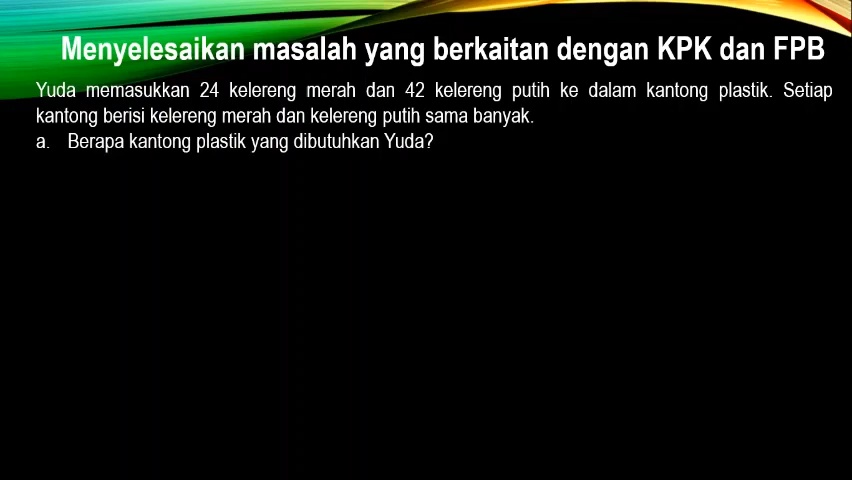 Menyelesaikan masalah yang berkaitan dengan KPK dan FPB
Yuda memasukkan 24 kelereng merah dan 42 kelereng putih ke dalam kantong plastik. Setiap
kantong berisi kelereng merah dan kelereng putih sama banyak.
a. Berapa kantong plastik yang dibutuhkan Yuda?